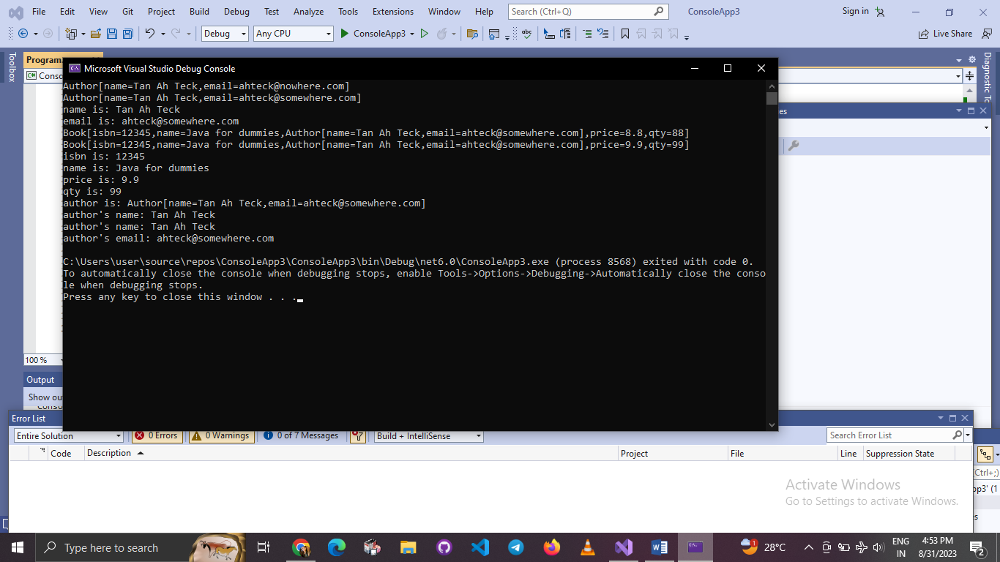 File Edit View Git Project Build Debug Test Analyze Tools Extensions Window Help Search (Ctrl+Q) ConsoleApp3 Sign in
Debug Any CPU ConsoleApp3 Live Share
Toolbox
Program.
Conso
Diagnostic To
Microsoft Visual Studio Debug Console
Author[name=Tan Ah Teck,email=ahteck@nowhere.com]
Author[name=Tan Ah Teck,email=ahteck@somewhere.com]
name is: Tan Ah Teck
email is: ahteck@somewhere.com
Book[isbn=12345,name=Java for dummies,Author[name=Tan Ah Teck,email=ahteck@somewhere.com],price=8.8,qty=88]
Book[isbn=12345,name=Java for dummies,Author[name=Tan Ah Teck,email=ahteck@somewhere.com],price=9.9,qty=99]
isbn is: 12345
name is: Java for dummies
price is: 9.9
qty is: 99
author is: Author[name=Tan Ah Teck,email=ahteck@somewhere.com]
author's name: Tan Ah Teck
author's name: Tan Ah Teck
author's email: ahteck@somewhere.com
C:\Users\user\source\repos\ConsoleApp3\ConsoleApp3\bin\Debug\net6.0\ConsoleApp3.exe (process 8568) exited with code 0.
To automatically close the console when debugging stops, enable Tools->Options->Debugging->Automatically close the conso
le when debugging stops.
Press any key to close this window . . .
es
100 %
Output
Show ou
Error List
Entire Solution 0 Errors 0 Warnings 0 of 7 Messages Build + IntelliSense Search Error List
Code Description Project File Line Suppression State
(Ctrl+;)
pp3' (1
es
Activate Windows
Go to Settings to activate Windows.
Type here to search
28°C
ENG
IN
4:53 PM
8/31/2023
2